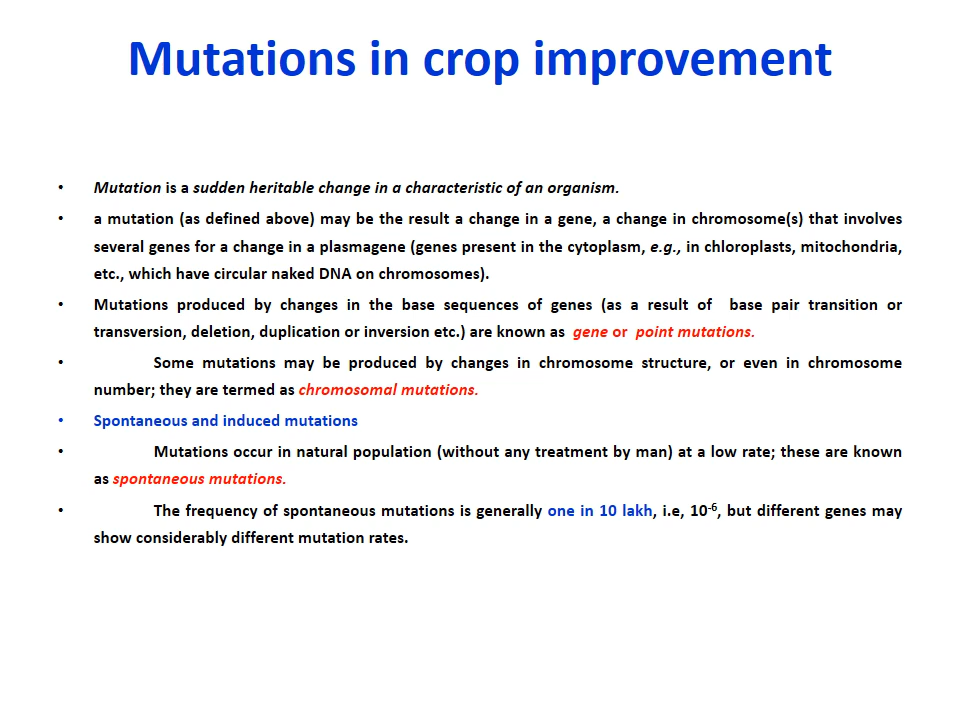 Mutations in crop improvement
• Mutation is a sudden heritable change in a characteristic of an organism.
• a mutation (as defined above) may be the result a change in a gene, a change in chromosome(s) that involves
several genes for a change in a plasmagene (genes present in the cytoplasm, e.g., in chloroplasts, mitochondria,
etc., which have circular naked DNA on chromosomes).
• Mutations produced by changes in the base sequences of genes (as a result of base pair transition or
transversion, deletion, duplication or inversion etc.) are known as gene or point mutations.
• Some mutations may be produced by changes in chromosome structure, or even in chromosome
number; they are termed as chromosomal mutations.
• Spontaneous and induced mutations
• Mutations occur in natural population (without any treatment by man) at a low rate; these are known
as spontaneous mutations.
• The frequency of spontaneous mutations is generally one in 10 lakh, i.e, 10⁻⁶, but different genes may
show considerably different mutation rates.